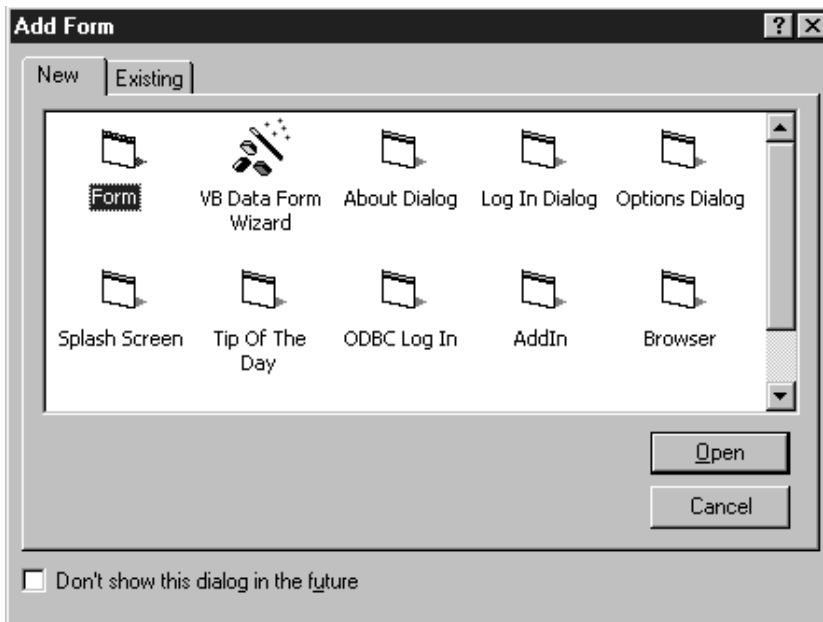 Add Form
New Existing
Form VB Data Form Wizard About Dialog Log In Dialog Options Dialog
Splash Screen Tip Of The Day ODBC Log In AddIn Browser
Open
Cancel
Don't show this dialog in the future